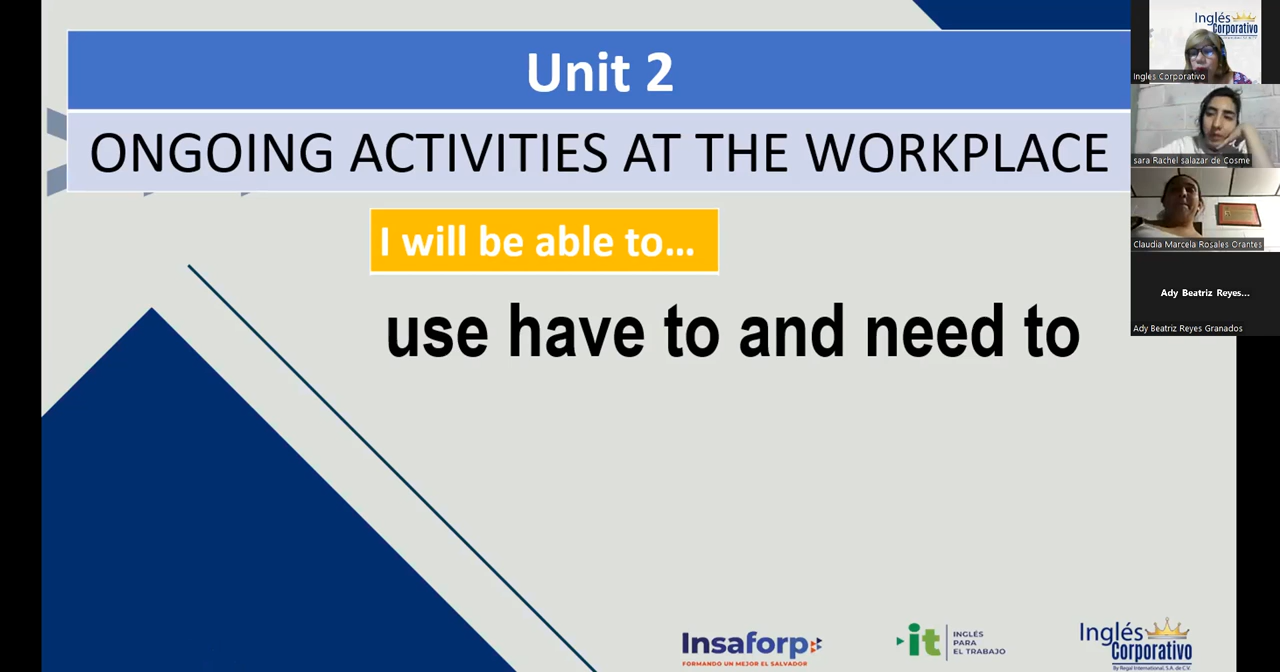 Unit 2
ONGOING ACTIVITIES AT THE WORKPLACE
I will be able to...
use have to and need to
Insaforp
FORMANDO UN MEJOR EL SALVADOR
it
INGLÉS
PARA
EL TRABAJO
Inglés
Corporativo
By Regal International, S.A. de C.V.
Inglés
Corporativo
Ingles Corporativo
sara Rachel salazar de Cosme
Claudia Marcela Rosales Orantes
Ady Beatriz Reyes...
Ady Beatriz Reyes Granados